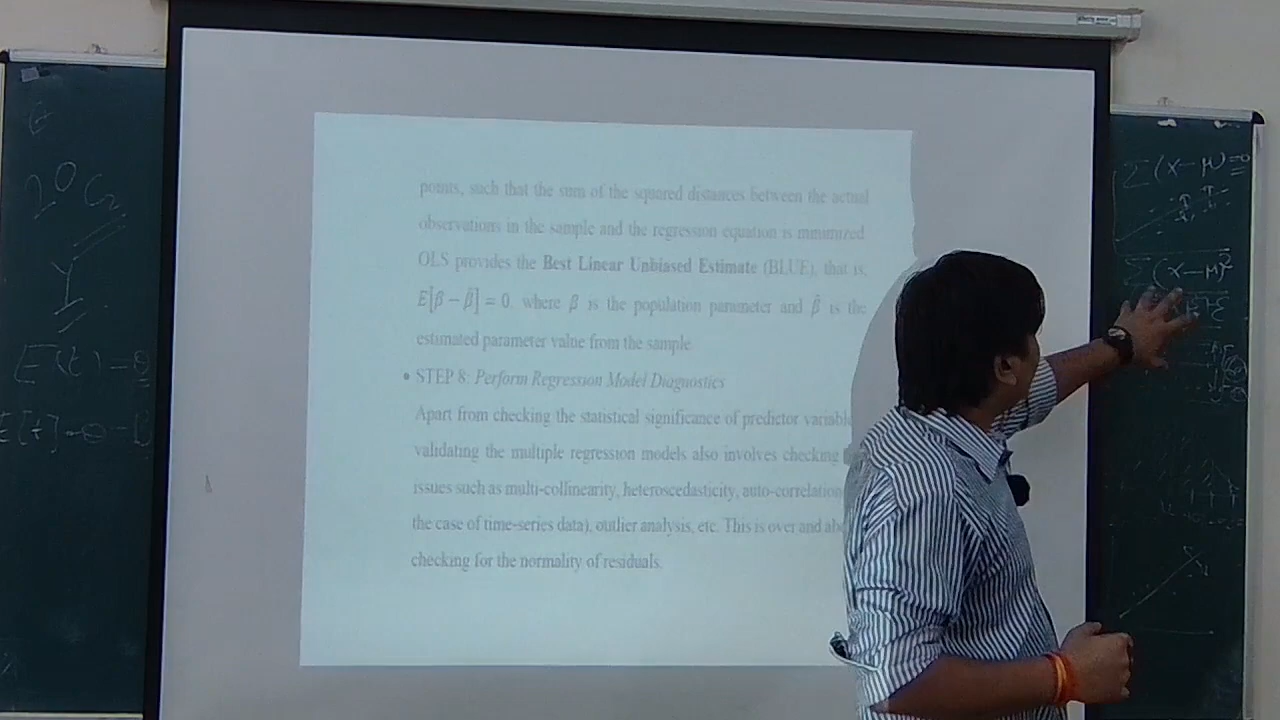 points, such that the sum of the squared distances between the actual
observations in the sample and the regression equation is minimized.
OLS provides the Best Linear Unbiased Estimate (BLUE), that is,
E[β − β̂] = 0, where β is the population parameter and β̂ is the
estimated parameter value from the sample.
• STEP 8: Perform Regression Model Diagnostics
Apart from checking the statistical significance of predictor variabl
validating the multiple regression models also involves checking
issues such as multi-collinearity, heteroscedasticity, auto-correlation
the case of time-series data), outlier analysis, etc. This is over and ab
checking for the normality of residuals.
Y
E(t) =
Σ(x−μ)=0
Σ(x−μ)²